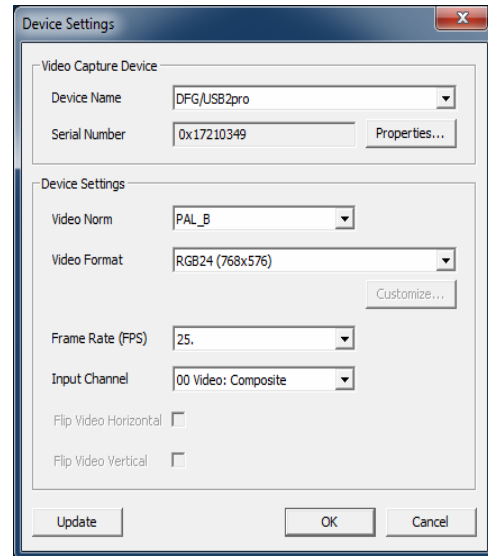 Device Settings
Video Capture Device
Device Name DFG/USB2pro
Serial Number 0x17210349 Properties...
Device Settings
Video Norm PAL_B
Video Format RGB24 (768x576)
Customize...
Frame Rate (FPS) 25.
Input Channel 00 Video: Composite
Flip Video Horizontal
Flip Video Vertical
Update OK Cancel